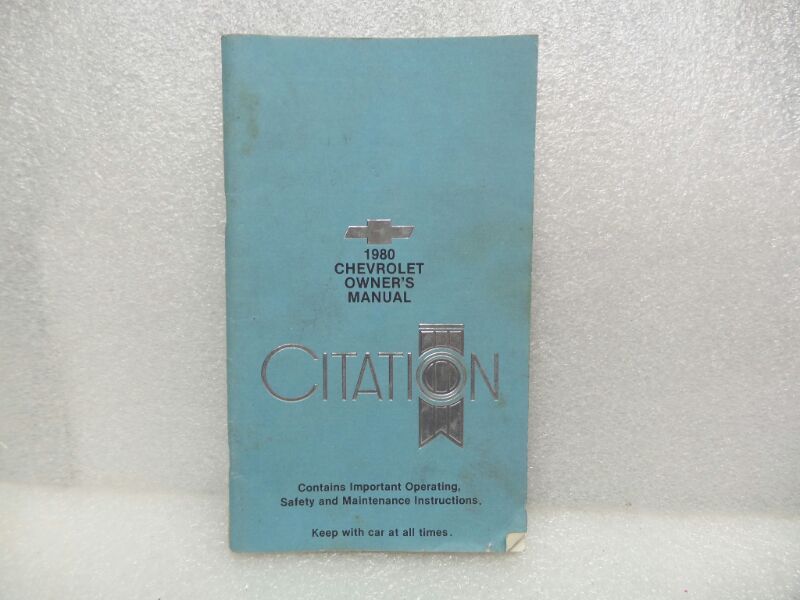 1980
CHEVROLET
OWNER'S
MANUAL
CITATION
Contains Important Operating,
Safety and Maintenance Instructions.
Keep with car at all times.